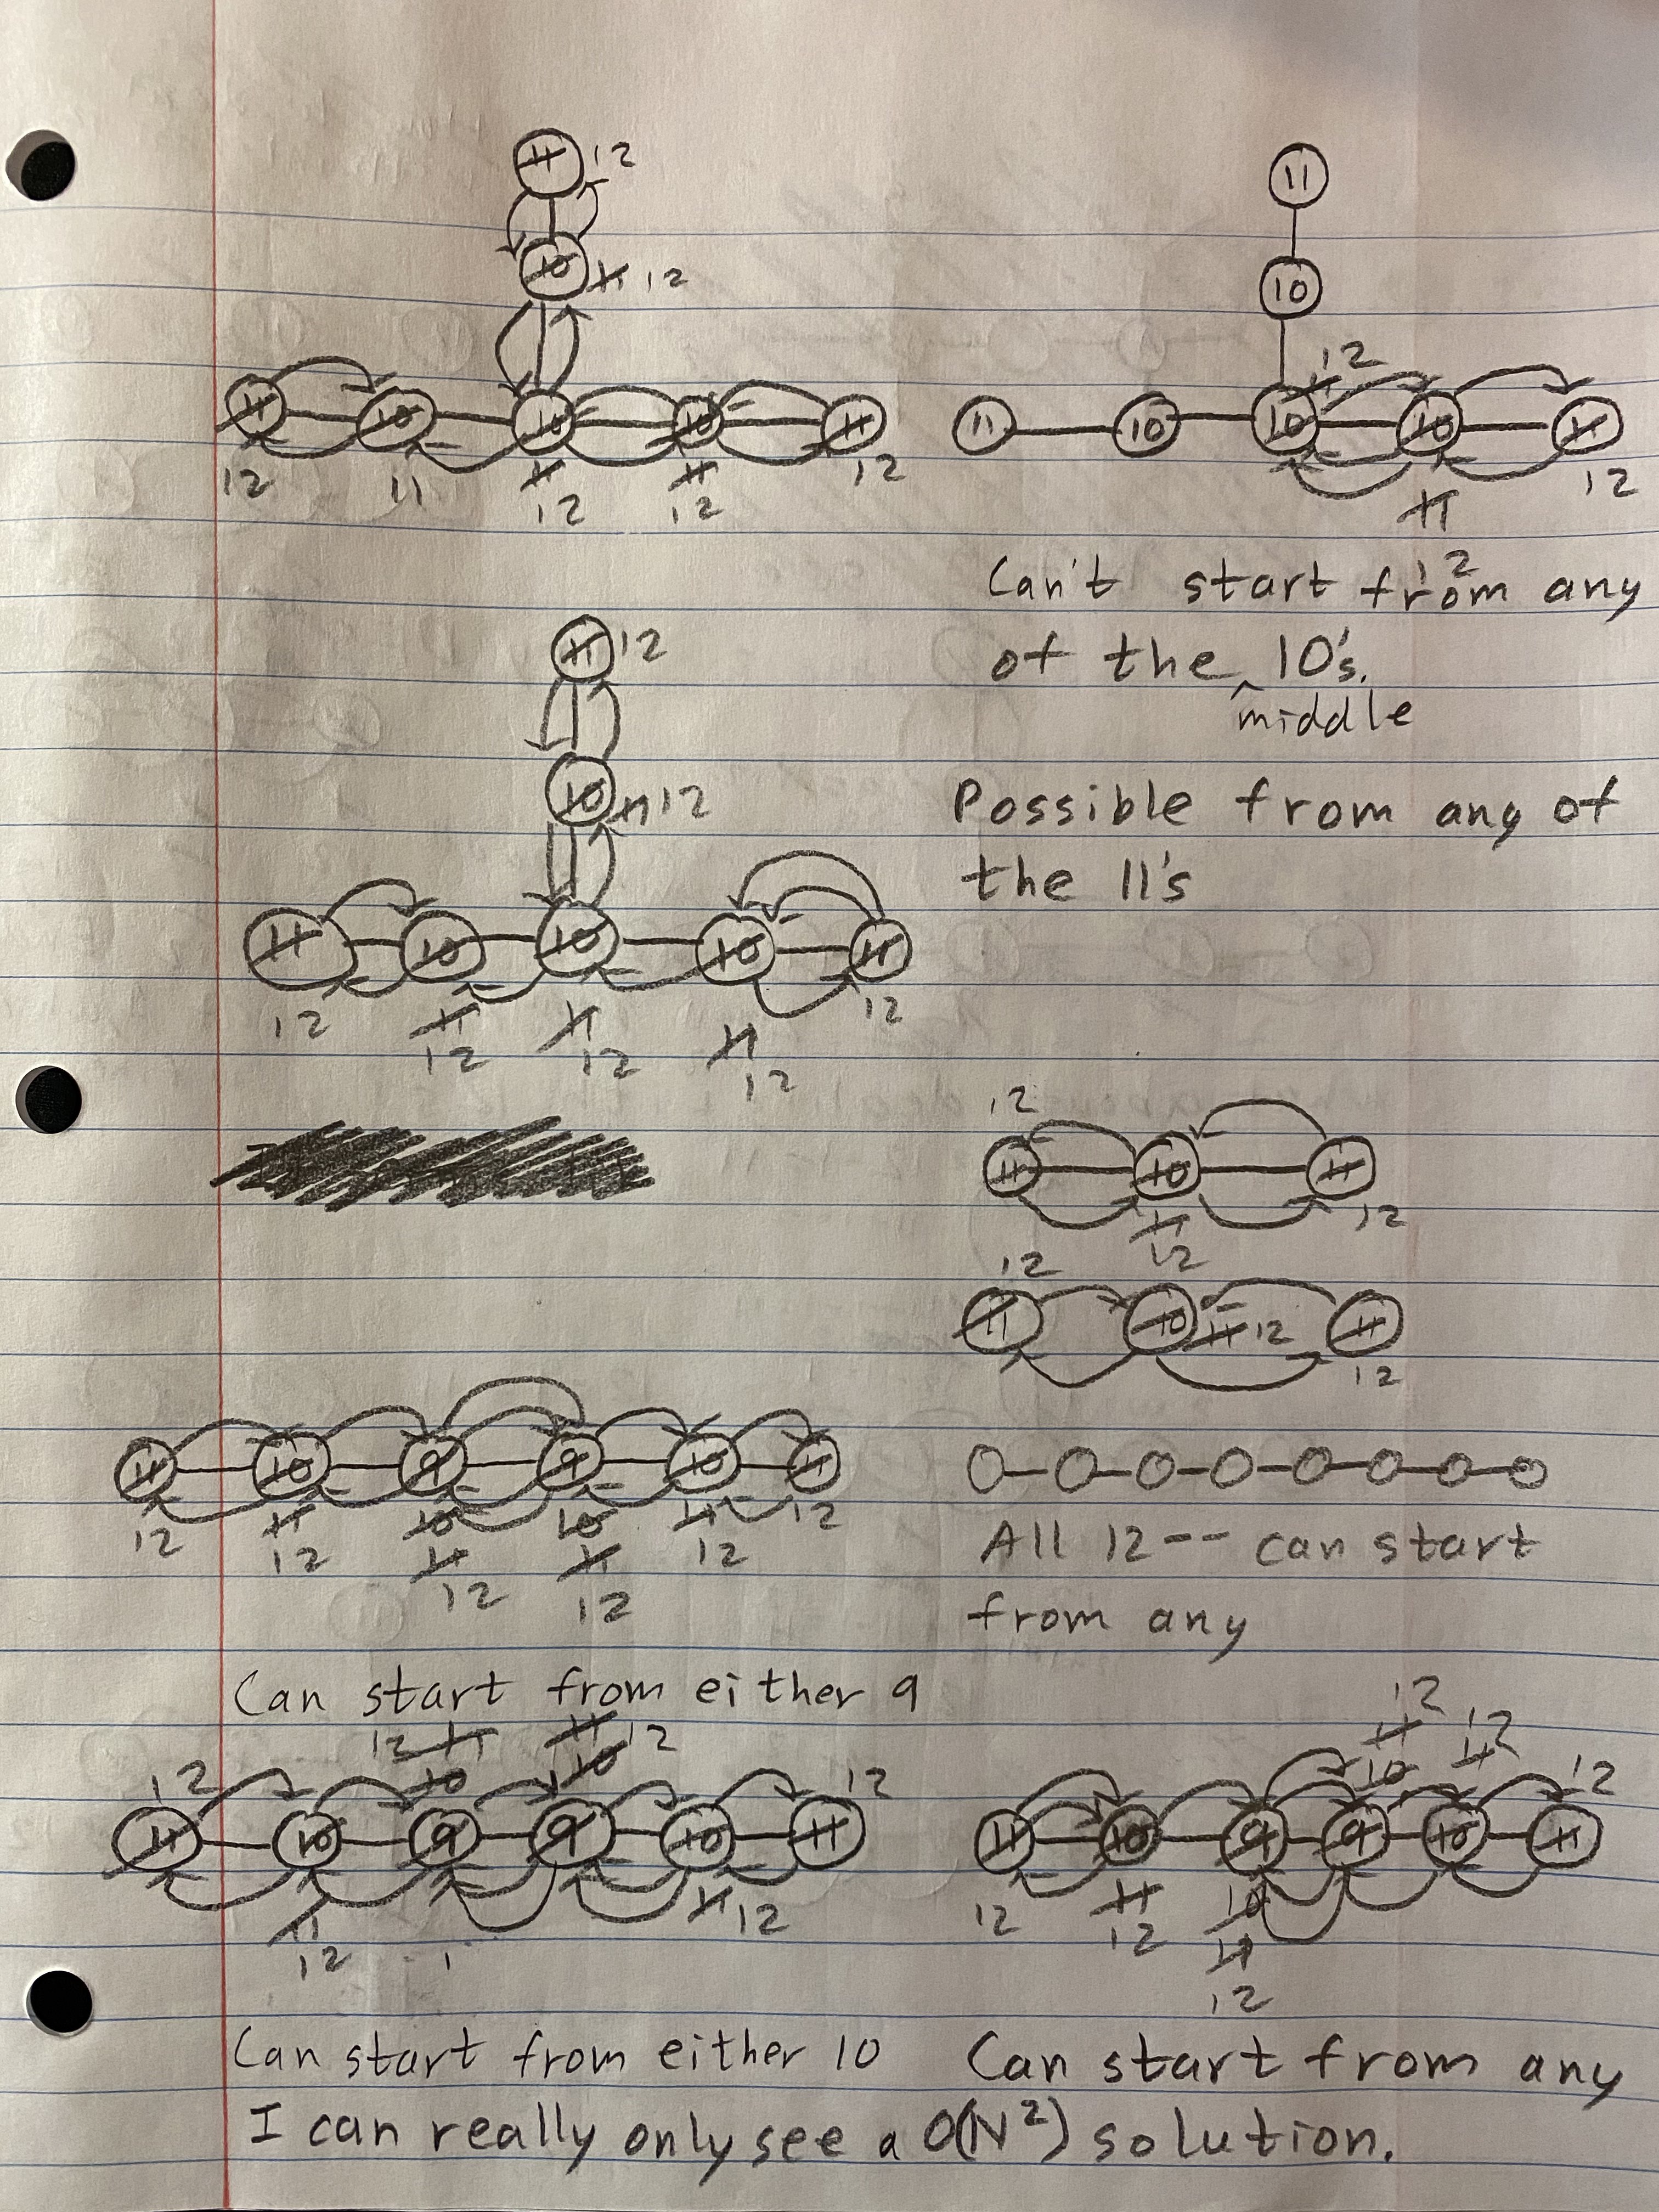 11 12
10 11 12
11 10 10 10 11
12 11 11 11 12
12 12
11
10
12
11 10 10 10 11
11 12
12
Can't start from any
of the middle 10's.
11 12
10 11 12
Possible from any of
the 11's
11 10 10 10 11
12 11 11 11 12
12 12 12
12
11 10 11
11 12
12
12
11 10 11 12 11
12
11 10 9 9 10 11
12 11 10 10 11 12
12 11 11 12
12 12
All 12 -- can start
from any
Can start from either 9
12 11 11 12
12 10 10 12
11 10 9 9 10 11
11 11 12
12
12
11 12
10 11 12
12
11 10 9 9 10 11
12 11 10
12 11
12
Can start from either 10
Can start from any
I can really only see a O(N²) solution.